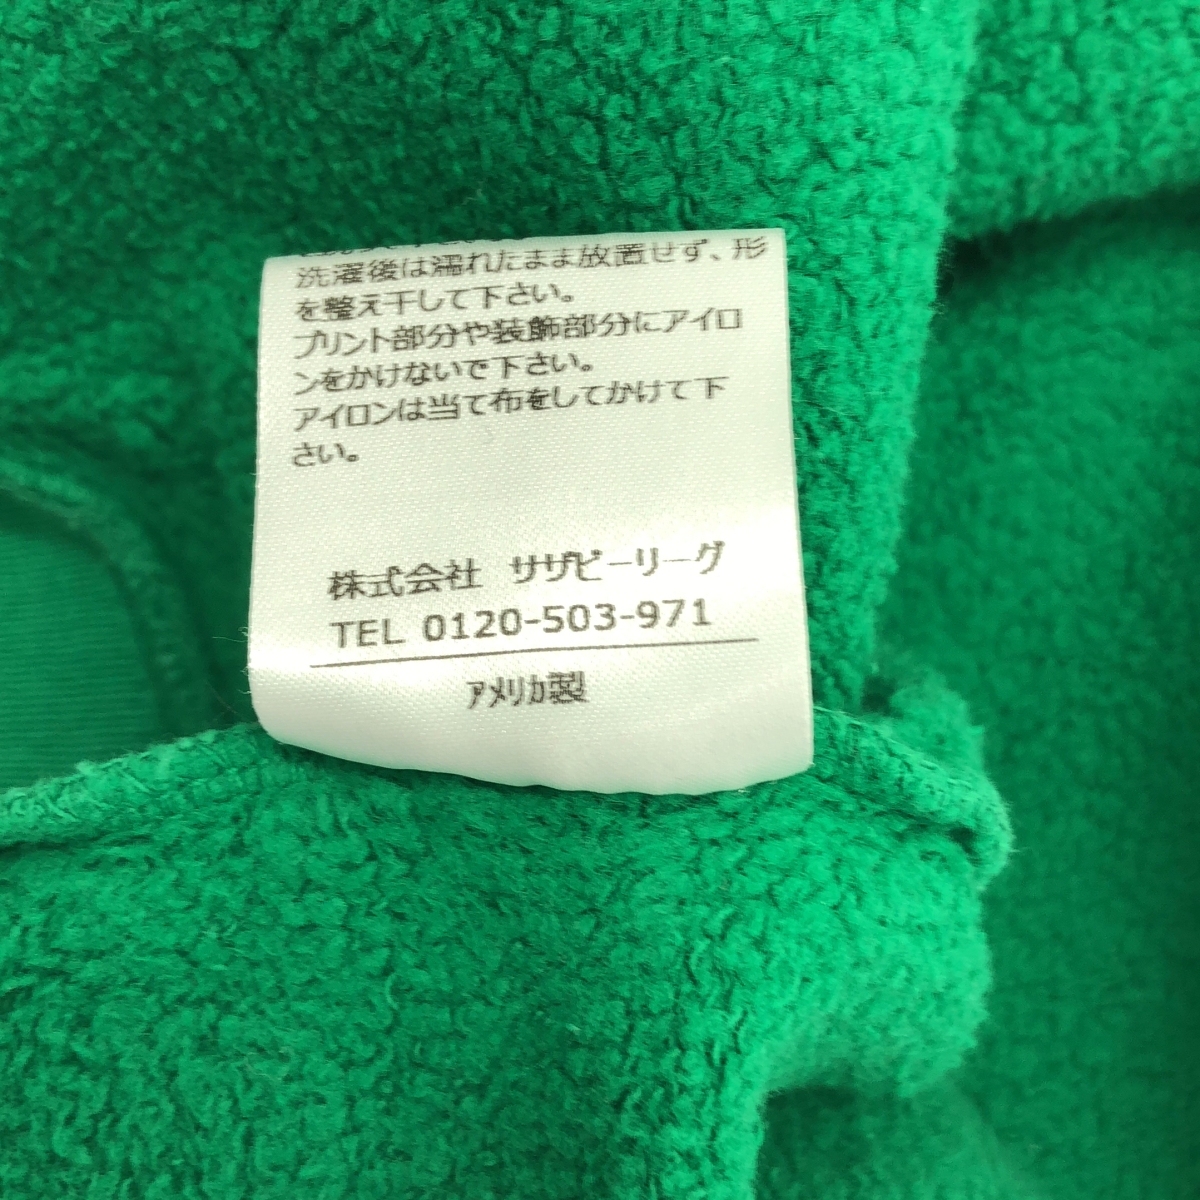 洗濯後は濡れたまま放置せず、形
を整え干して下さい。
プリント部分や装飾部分にアイロ
ンをかけないで下さい。
アイロンは当て布をしてかけて下
さい。
株式会社 サザビーリーグ
TEL 0120-503-971
アメリカ製